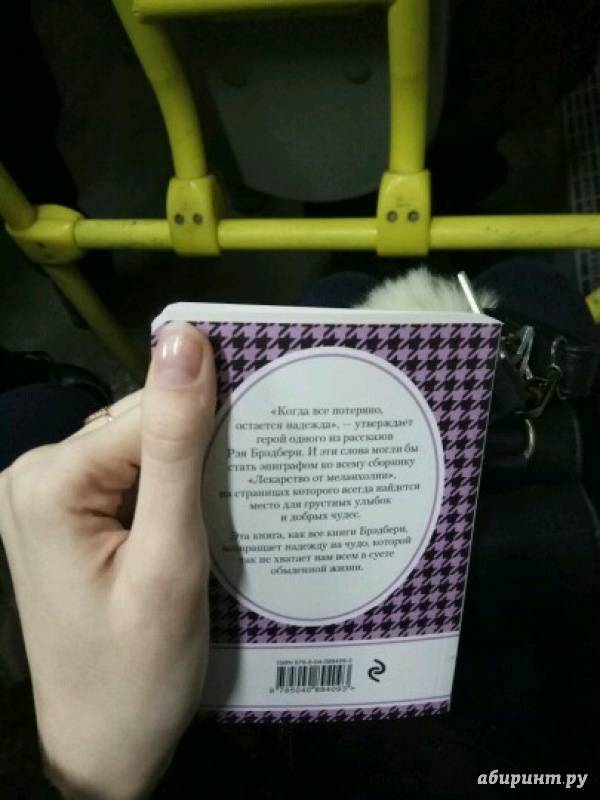 «Когда все потеряно,
остается надежда», — утверждает
герой одного из рассказов
Рэя Брэдбери. И эти слова могли бы
стать эпиграфом ко всему сборнику
«Лекарство от меланхолии»,
на страницах которого всегда найдется
место для грустных улыбок
и добрых чудес.
Эта книга, как все книги Брэдбери,
возвращает надежду на чудо, которой
так не хватает нам всем в суете
обыденной жизни.
ISBN
абиринт.ру